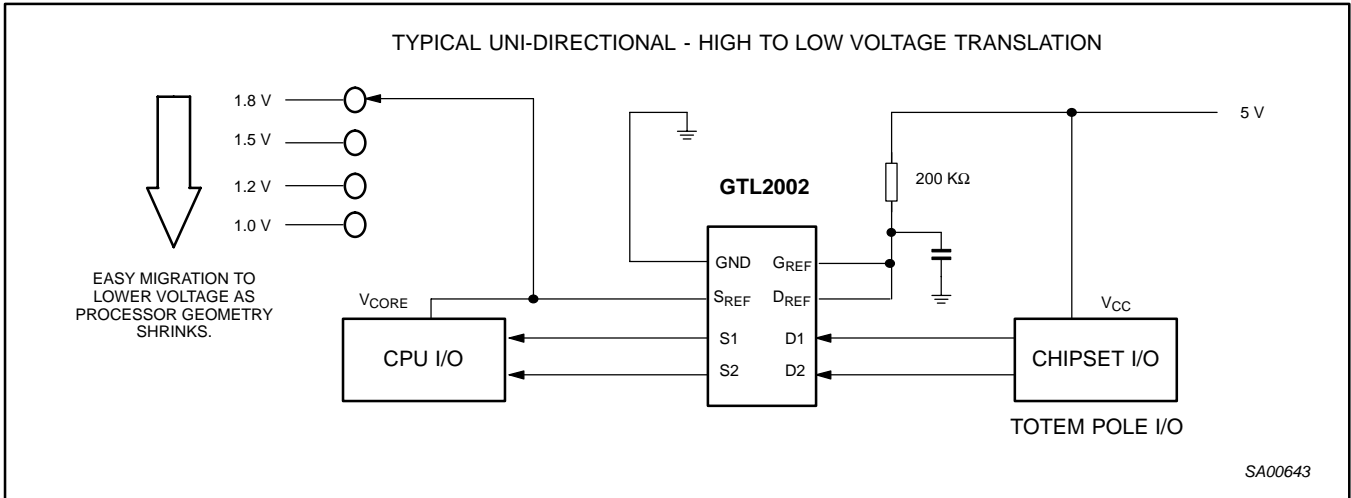 TYPICAL UNI-DIRECTIONAL - HIGH TO LOW VOLTAGE TRANSLATION
1.8 V
1.5 V
1.2 V
1.0 V
EASY MIGRATION TO
LOWER VOLTAGE AS
PROCESSOR GEOMETRY
SHRINKS.
5 V
200 KΩ
GTL2002
GND GREF
SREF DREF
S1 D1
S2 D2
VCORE
CPU I/O
VCC
CHIPSET I/O
TOTEM POLE I/O
SA00643